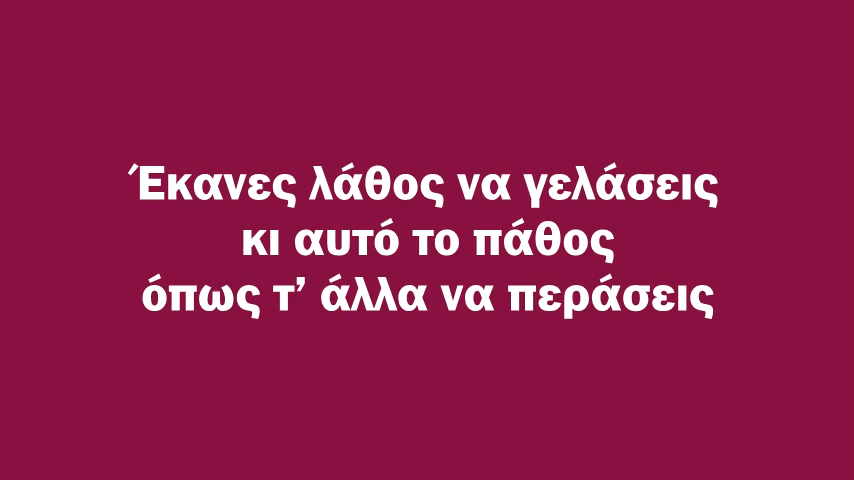 Έκανες λάθος να γελάσεις
κι αυτό το πάθος
όπως τ’ άλλα να περάσεις